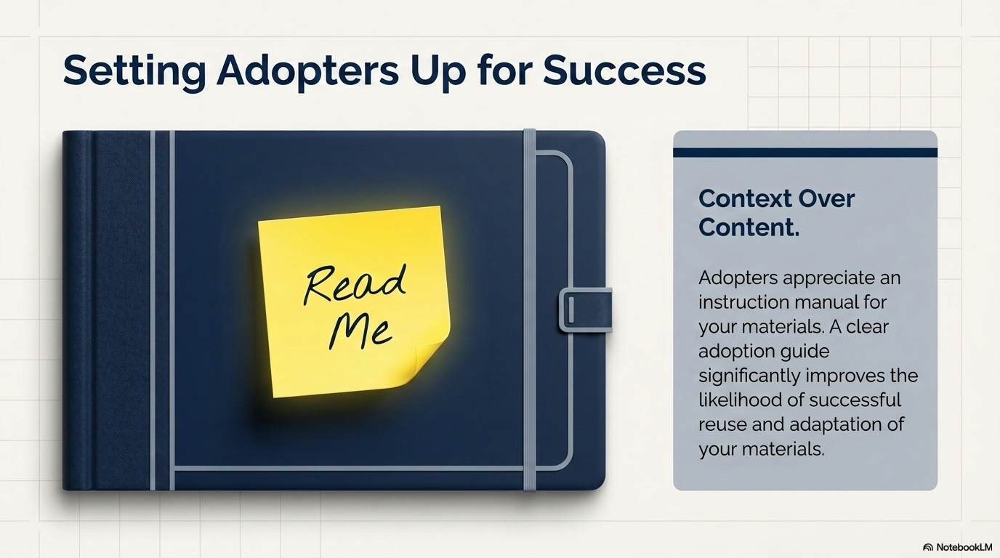 Setting Adopters Up for Success
Read
Me
Context Over
Content.
Adopters appreciate an
instruction manual for
your materials. A clear
adoption guide
significantly improves the
likelihood of successful
reuse and adaptation of
your materials.
NotebookLM